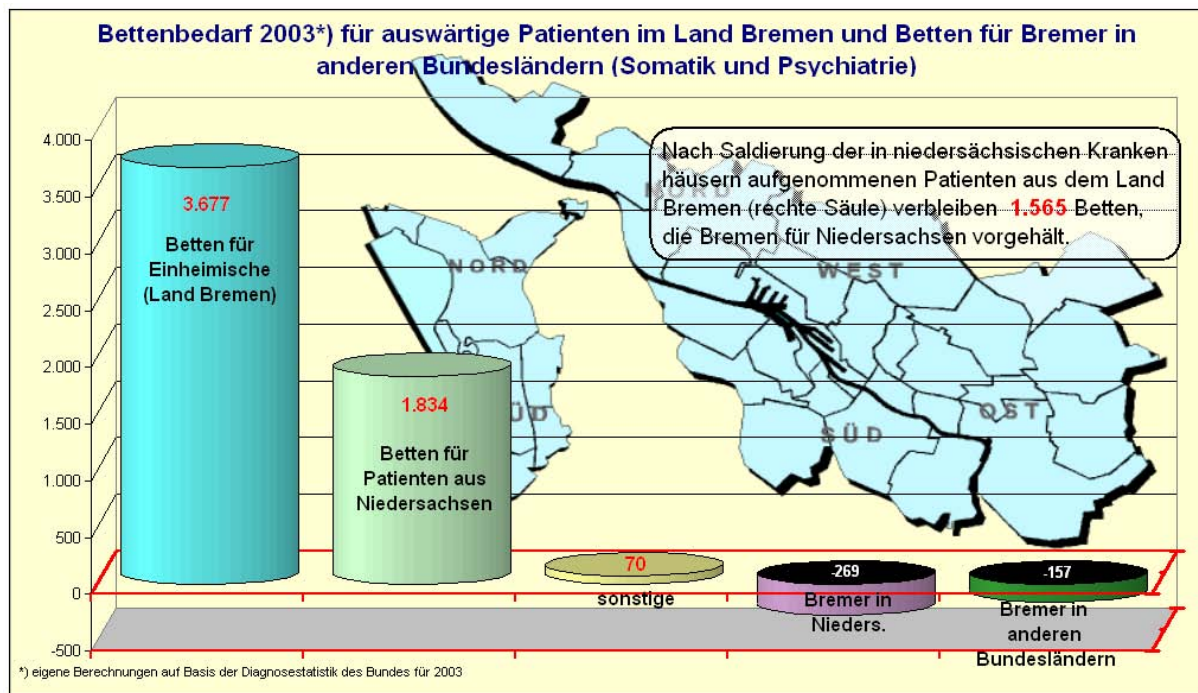 Bettenbedarf 2003*) für auswärtige Patienten im Land Bremen und Betten für Bremer in
anderen Bundesländern (Somatik und Psychiatrie)
Nach Saldierung der in niedersächsischen Kranken
häusern aufgenommenen Patienten aus dem Land
Bremen (rechte Säule) verbleiben 1.565 Betten,
die Bremen für Niedersachsen vorgehält.
4.000
3.500
3.000
2.500
2.000
1.500
1.000
500
0
-500
3.677
Betten für
Einheimische
(Land Bremen)
1.834
Betten für
Patienten aus
Niedersachsen
70
sonstige
-269
Bremer in
Nieders.
-157
Bremer in
anderen
Bundesländern
NORD
NORD
WEST
OST
SÜD
ÜD
*) eigene Berechnungen auf Basis der Diagnosestatistik des Bundes für 2003